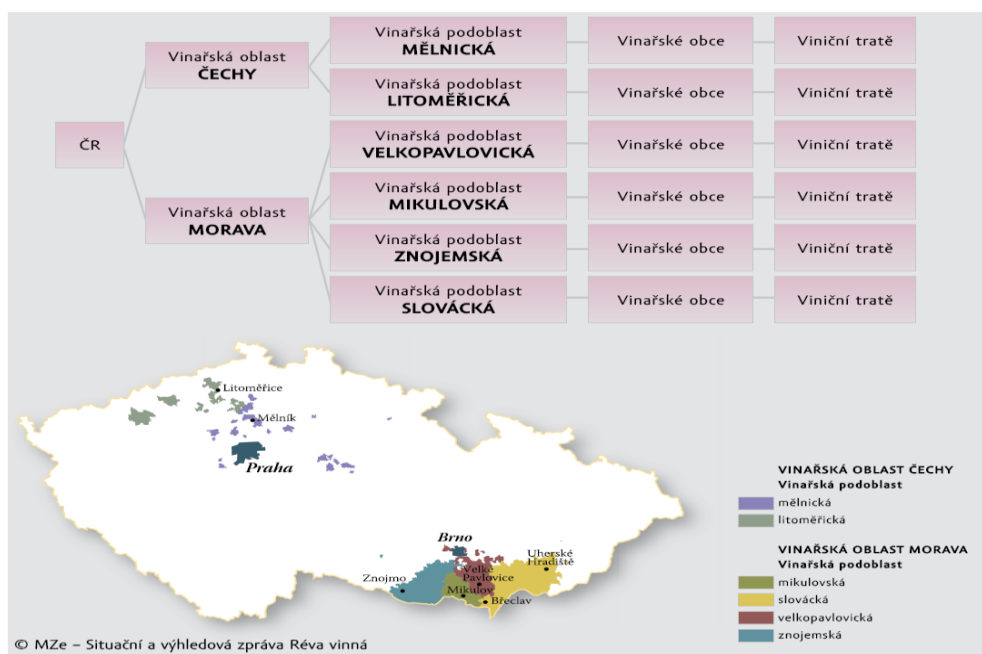 ČR
Vinařská oblast
ČECHY
Vinařská podoblast
MĚLNICKÁ
Vinařské obce
Viniční tratě
Vinařská podoblast
LITOMĚŘICKÁ
Vinařské obce
Viniční tratě
Vinařská oblast
MORAVA
Vinařská podoblast
VELKOPAVLOVICKÁ
Vinařské obce
Viniční tratě
Vinařská podoblast
MIKULOVSKÁ
Vinařské obce
Viniční tratě
Vinařská podoblast
ZNOJEMSKÁ
Vinařské obce
Viniční tratě
Vinařská podoblast
SLOVÁCKÁ
Vinařské obce
Viniční tratě
Litoměřice
Mělník
Praha
Brno
Znojmo
Velké
Pavlovice
Mikulov
Břeclav
Uherské
Hradiště
VINAŘSKÁ OBLAST ČECHY
Vinařská podoblast
mělnická
litoměřická
VINAŘSKÁ OBLAST MORAVA
Vinařská podoblast
mikulovská
slovácká
velkopavlovická
znojemská
© MZe – Situační a výhledová zpráva Réva vinná